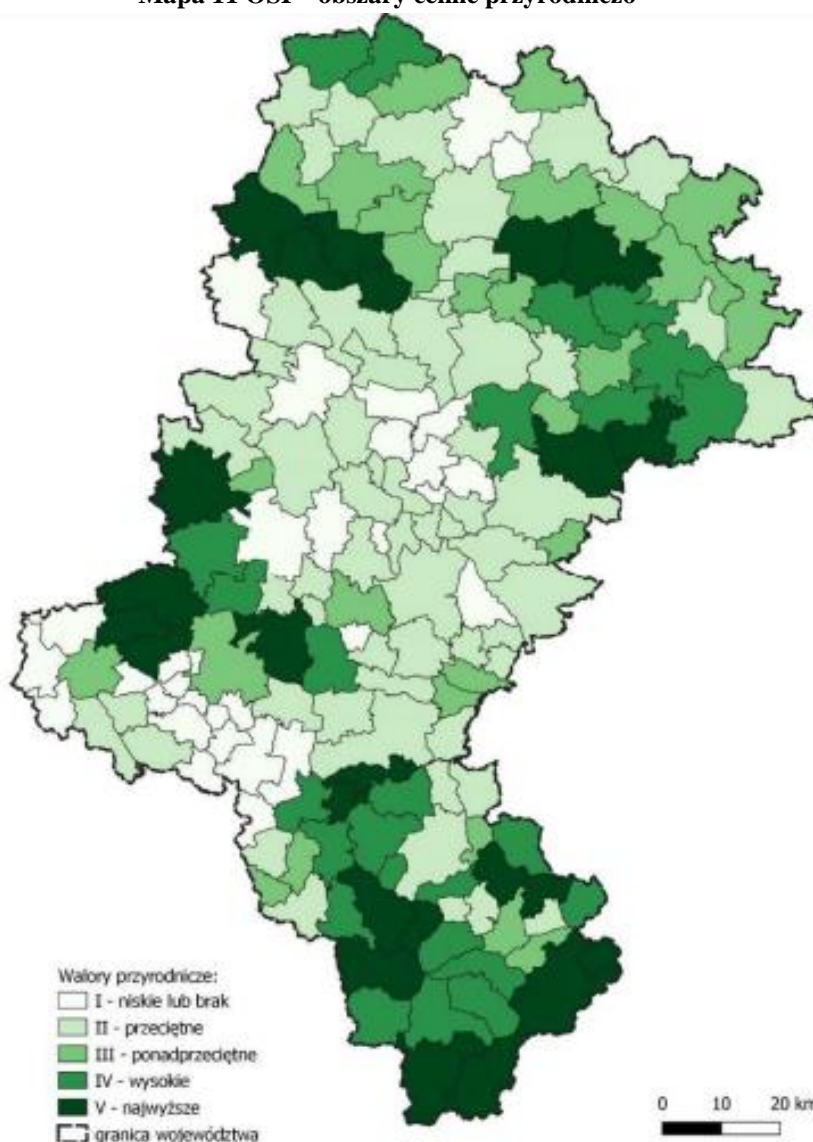 Mapa 11 OSI – obszary cenne przyrodniczo
Walory przyrodnicze:
I - niskie lub brak
II - przeciętne
III - ponadprzeciętne
IV - wysokie
V - najwyższe
granica województwa
0 10 20 km